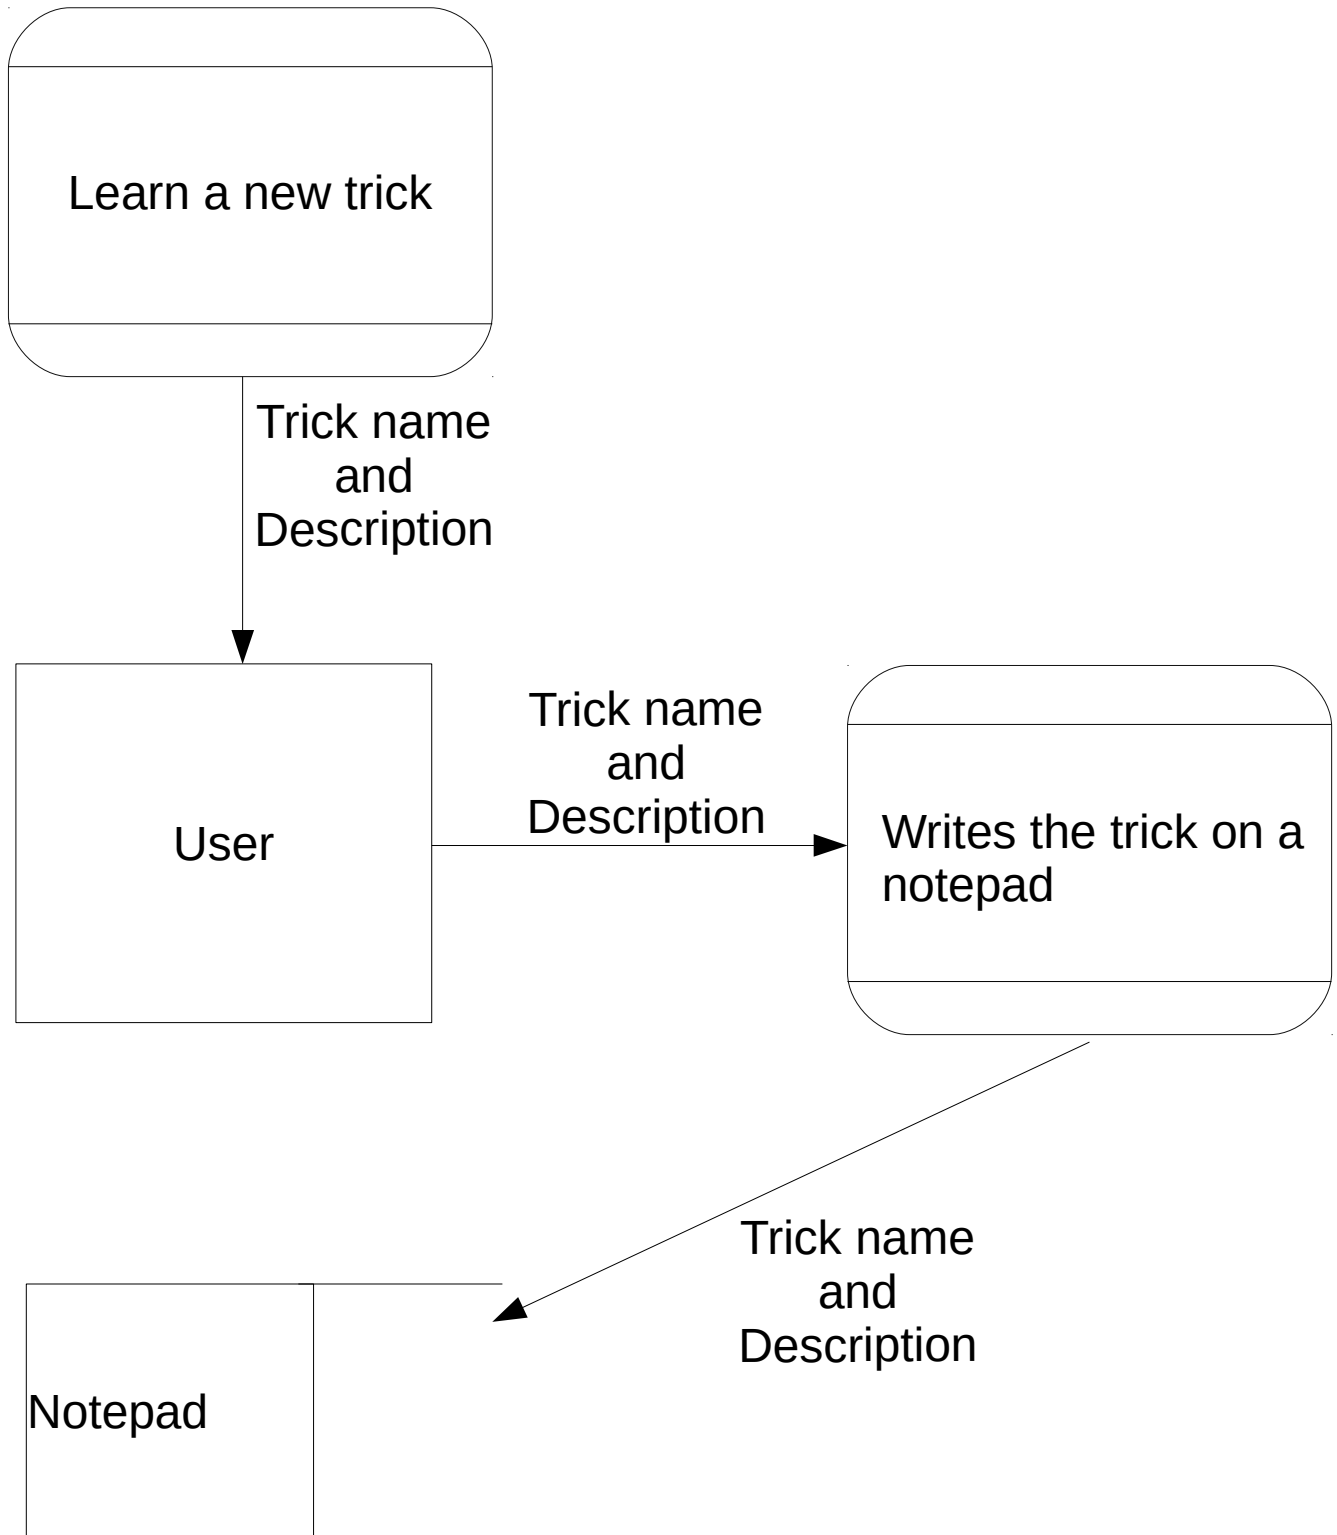 Learn a new trick
Trick name
and
Description
User
Trick name
and
Description
Writes the trick on a
notepad
Trick name
and
Description
Notepad